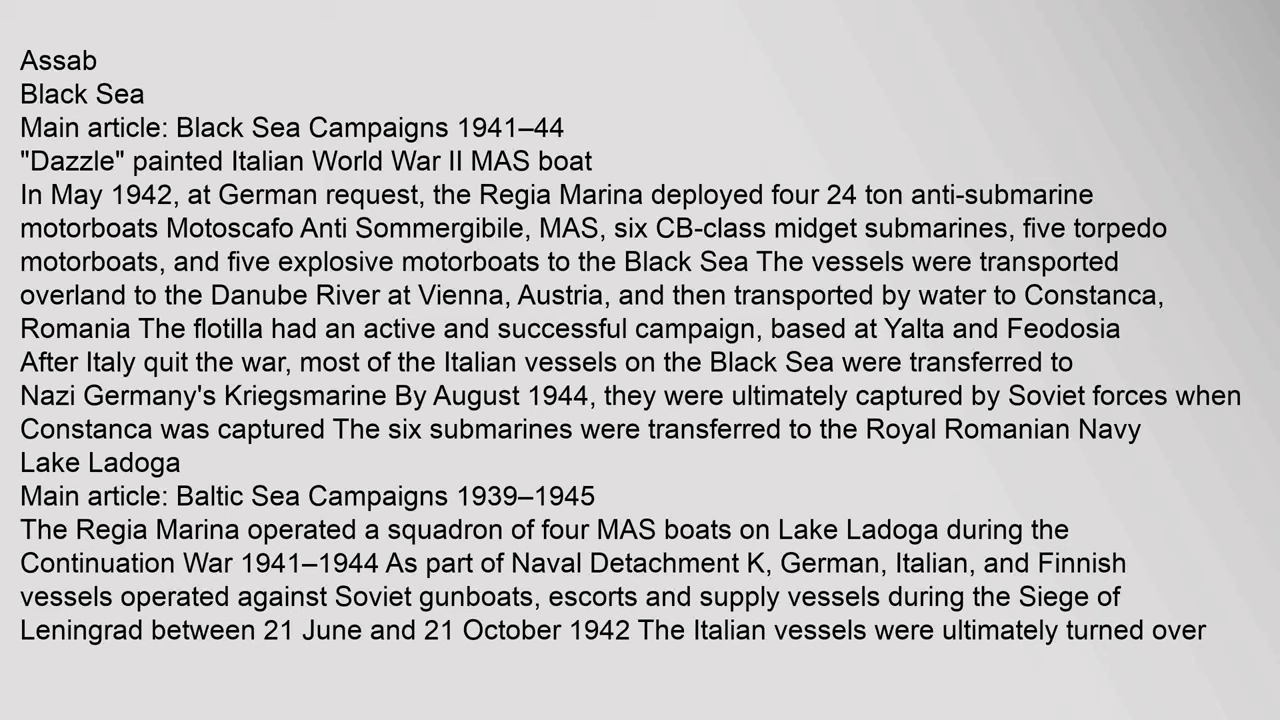 Assab
Black Sea
Main article: Black Sea Campaigns 1941–44
"Dazzle" painted Italian World War II MAS boat
In May 1942, at German request, the Regia Marina deployed four 24 ton anti-submarine
motorboats Motoscafo Anti Sommergibile, MAS, six CB-class midget submarines, five torpedo
motorboats, and five explosive motorboats to the Black Sea The vessels were transported
overland to the Danube River at Vienna, Austria, and then transported by water to Constanca,
Romania The flotilla had an active and successful campaign, based at Yalta and Feodosia
After Italy quit the war, most of the Italian vessels on the Black Sea were transferred to
Nazi Germany's Kriegsmarine By August 1944, they were ultimately captured by Soviet forces when
Constanca was captured The six submarines were transferred to the Royal Romanian Navy
Lake Ladoga
Main article: Baltic Sea Campaigns 1939–1945
The Regia Marina operated a squadron of four MAS boats on Lake Ladoga during the
Continuation War 1941–1944 As part of Naval Detachment K, German, Italian, and Finnish
vessels operated against Soviet gunboats, escorts and supply vessels during the Siege of
Leningrad between 21 June and 21 October 1942 The Italian vessels were ultimately turned over